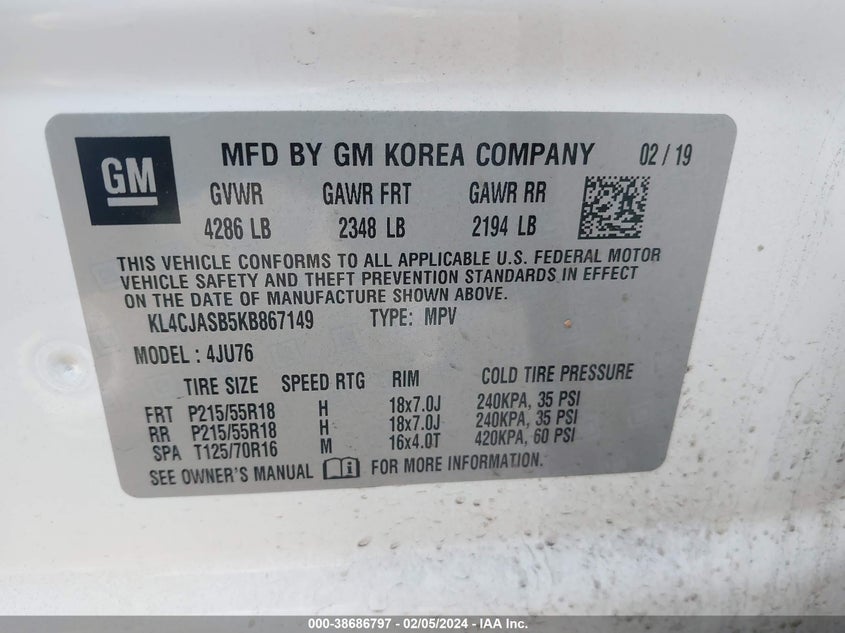 GM MFD BY GM KOREA COMPANY 02 / 19
GVWR GAWR FRT GAWR RR
4286 LB 2348 LB 2194 LB
THIS VEHICLE CONFORMS TO ALL APPLICABLE U.S. FEDERAL MOTOR
VEHICLE SAFETY AND THEFT PREVENTION STANDARDS IN EFFECT
ON THE DATE OF MANUFACTURE SHOWN ABOVE.
KL4CJASB5KB867149 TYPE: MPV
MODEL : 4JU76
TIRE SIZE SPEED RTG RIM COLD TIRE PRESSURE
FRT P215/55R18 H 18x7.0J 240KPA, 35 PSI
RR P215/55R18 H 18x7.0J 240KPA, 35 PSI
SPA T125/70R16 M 16x4.0T 420KPA, 60 PSI
SEE OWNER'S MANUAL FOR MORE INFORMATION.
000-38686797 - 02/05/2024 - IAA Inc.